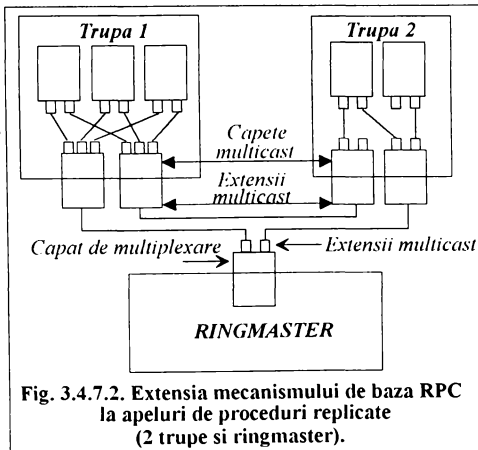 Trupa 1
Trupa 2
Capete
multicast
Extensii
multicast
Capat de multiplexare
Extensii multicast
RINGMASTER
Fig. 3.4.7.2. Extensia mecanismului de baza RPC
la apeluri de proceduri replicate
(2 trupe si ringmaster).